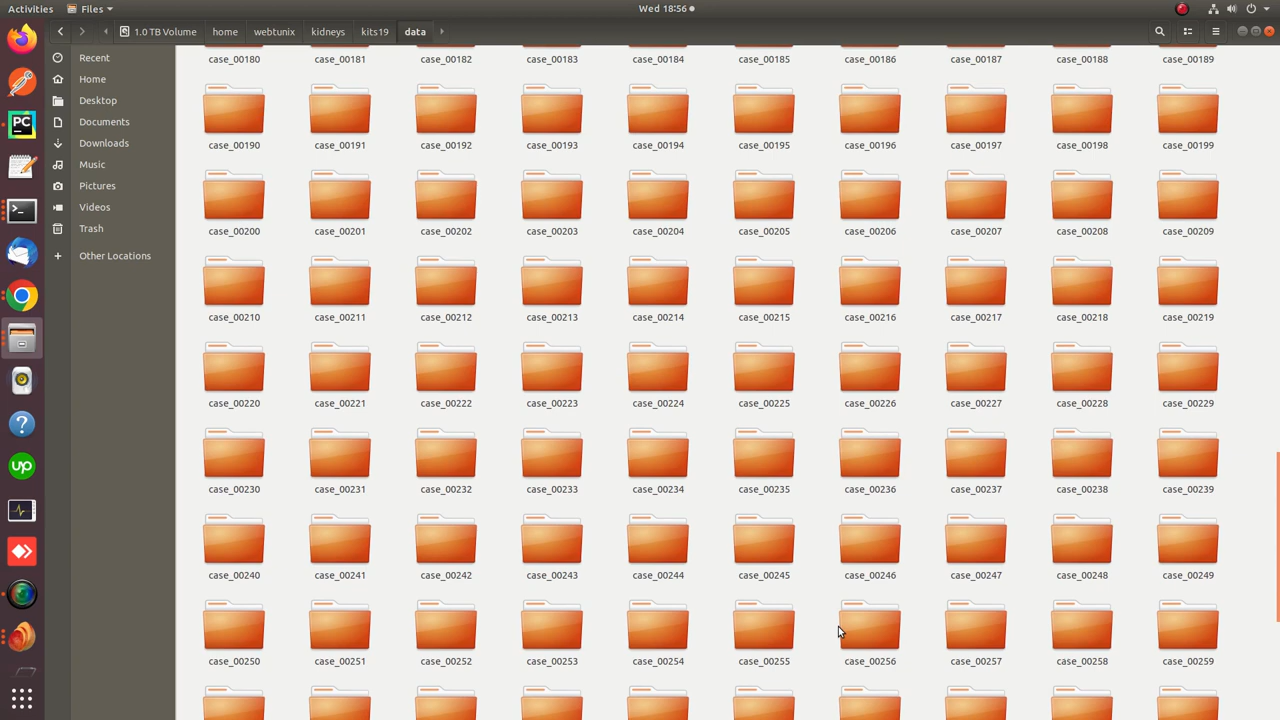 Activities Files Wed 18:56
1.0 TB Volume home webtunix kidneys kits19 data
Recent
Home
Desktop
Documents
Downloads
Music
Pictures
Videos
Trash
Other Locations
PC
up
case_00180 case_00181 case_00182 case_00183 case_00184 case_00185 case_00186 case_00187 case_00188 case_00189
case_00190 case_00191 case_00192 case_00193 case_00194 case_00195 case_00196 case_00197 case_00198 case_00199
case_00200 case_00201 case_00202 case_00203 case_00204 case_00205 case_00206 case_00207 case_00208 case_00209
case_00210 case_00211 case_00212 case_00213 case_00214 case_00215 case_00216 case_00217 case_00218 case_00219
case_00220 case_00221 case_00222 case_00223 case_00224 case_00225 case_00226 case_00227 case_00228 case_00229
case_00230 case_00231 case_00232 case_00233 case_00234 case_00235 case_00236 case_00237 case_00238 case_00239
case_00240 case_00241 case_00242 case_00243 case_00244 case_00245 case_00246 case_00247 case_00248 case_00249
case_00250 case_00251 case_00252 case_00253 case_00254 case_00255 case_00256 case_00257 case_00258 case_00259